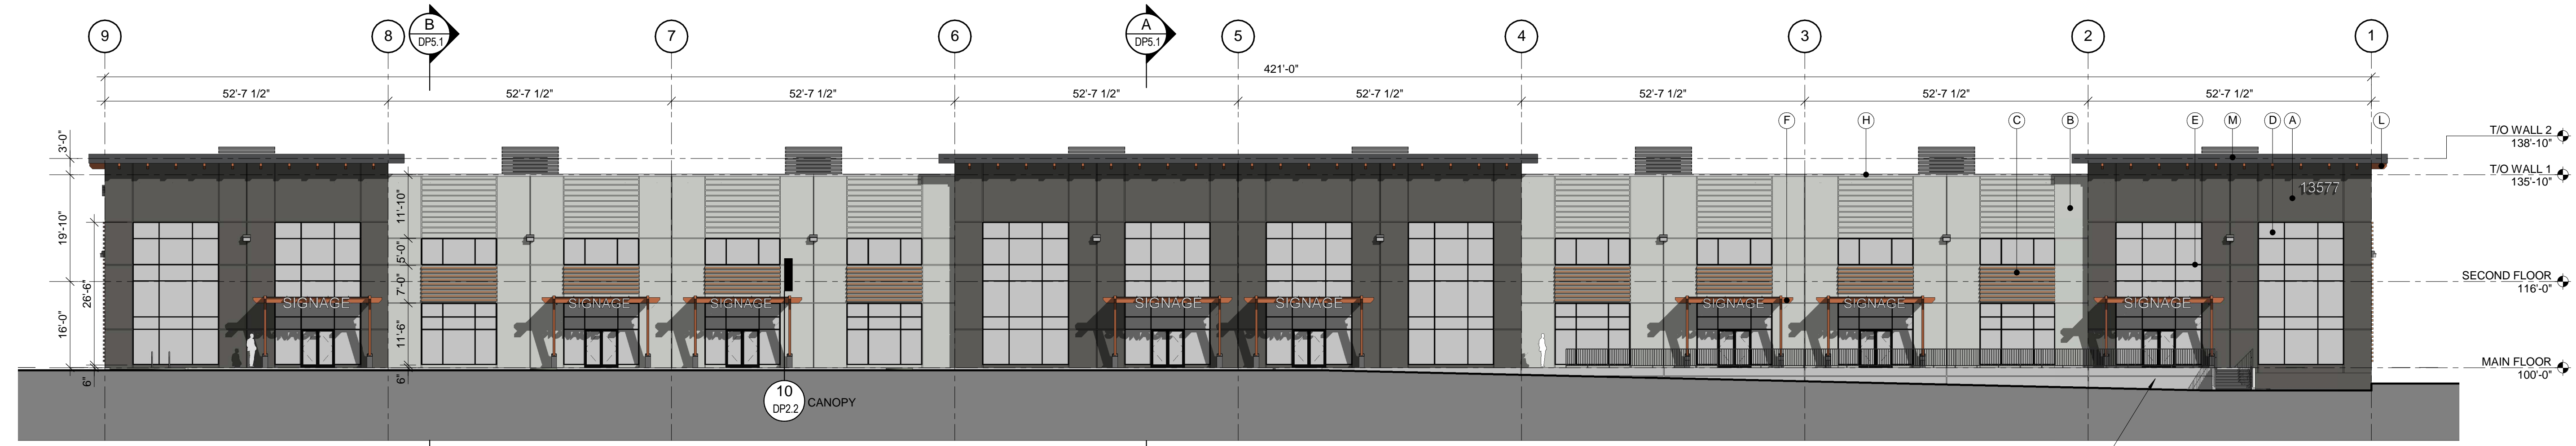 9
8
7
6
5
4
3
2
1
B
DP5.1
A
DP5.1
421'-0"
52'-7 1/2"
52'-7 1/2"
52'-7 1/2"
52'-7 1/2"
52'-7 1/2"
52'-7 1/2"
52'-7 1/2"
52'-7 1/2"
F
H
C
B
E
M
D
A
L
T/O WALL 2
138'-10"
T/O WALL 1
135'-10"
SECOND FLOOR
116'-0"
MAIN FLOOR
100'-0"
3'-0"
19'-10"
16'-0"
6"
26'-6"
11'-10"
5'-0"
7'-0"
11'-6"
6"
13577
SIGNAGE
SIGNAGE
SIGNAGE
SIGNAGE
SIGNAGE
SIGNAGE
SIGNAGE
SIGNAGE
10
DP2.2
CANOPY